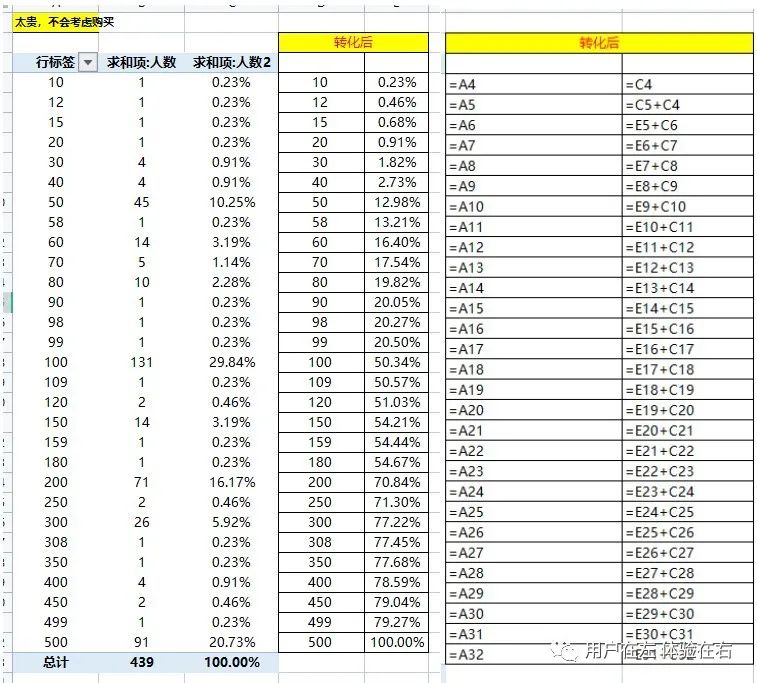 太贵，不会考虑购买
转化后
转化后
行标签 求和项:人数 求和项:人数2
10 1 0.23% 10 0.23% =A4 =C4
12 1 0.23% 12 0.46% =A5 =C5+C4
15 1 0.23% 15 0.68% =A6 =E5+C6
20 1 0.23% 20 0.91% =A7 =E6+C7
30 4 0.91% 30 1.82% =A8 =E7+C8
40 4 0.91% 40 2.73% =A9 =E8+C9
50 45 10.25% 50 12.98% =A10 =E9+C10
58 1 0.23% 58 13.21% =A11 =E10+C11
60 14 3.19% 60 16.40% =A12 =E11+C12
70 5 1.14% 70 17.54% =A13 =E12+C13
80 10 2.28% 80 19.82% =A14 =E13+C14
90 1 0.23% 90 20.05% =A15 =E14+C15
98 1 0.23% 98 20.27% =A16 =E15+C16
99 1 0.23% 99 20.50% =A17 =E16+C17
100 131 29.84% 100 50.34% =A18 =E17+C18
109 1 0.23% 109 50.57% =A19 =E18+C19
120 2 0.46% 120 51.03% =A20 =E19+C20
150 14 3.19% 150 54.21% =A21 =E20+C21
159 1 0.23% 159 54.44% =A22 =E21+C22
180 1 0.23% 180 54.67% =A23 =E22+C23
200 71 16.17% 200 70.84% =A24 =E23+C24
250 2 0.46% 250 71.30% =A25 =E24+C25
300 26 5.92% 300 77.22% =A26 =E25+C26
308 1 0.23% 308 77.45% =A27 =E26+C27
350 1 0.23% 350 77.68% =A28 =E27+C28
400 4 0.91% 400 78.59% =A29 =E28+C29
450 2 0.46% 450 79.04% =A30 =E29+C30
499 1 0.23% 499 79.27% =A31 =E30+C31
500 91 20.73% 500 100.00% =A32
总计 439 100.00%
用户在左 体验在右